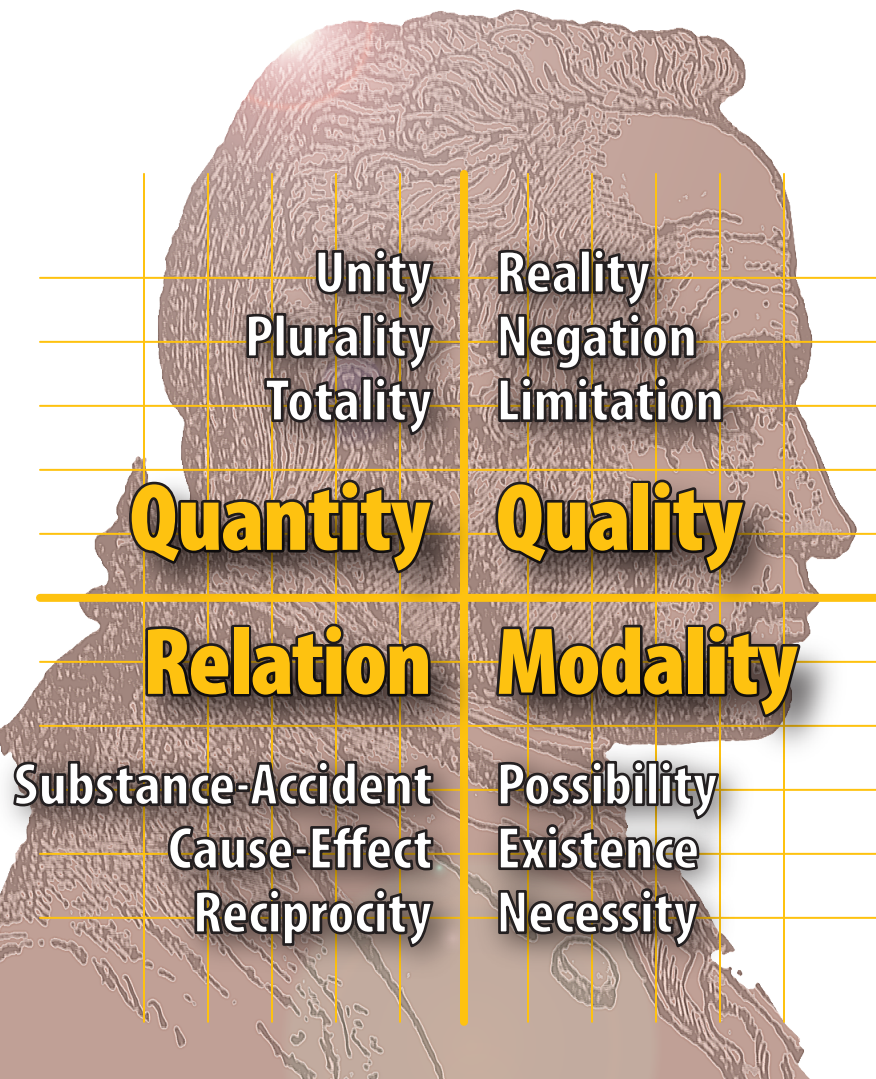 Unity
Plurality
Totality
Quantity
Reality
Negation
Limitation
Quality
Relation
Substance-Accident
Cause-Effect
Reciprocity
Modality
Possibility
Existence
Necessity